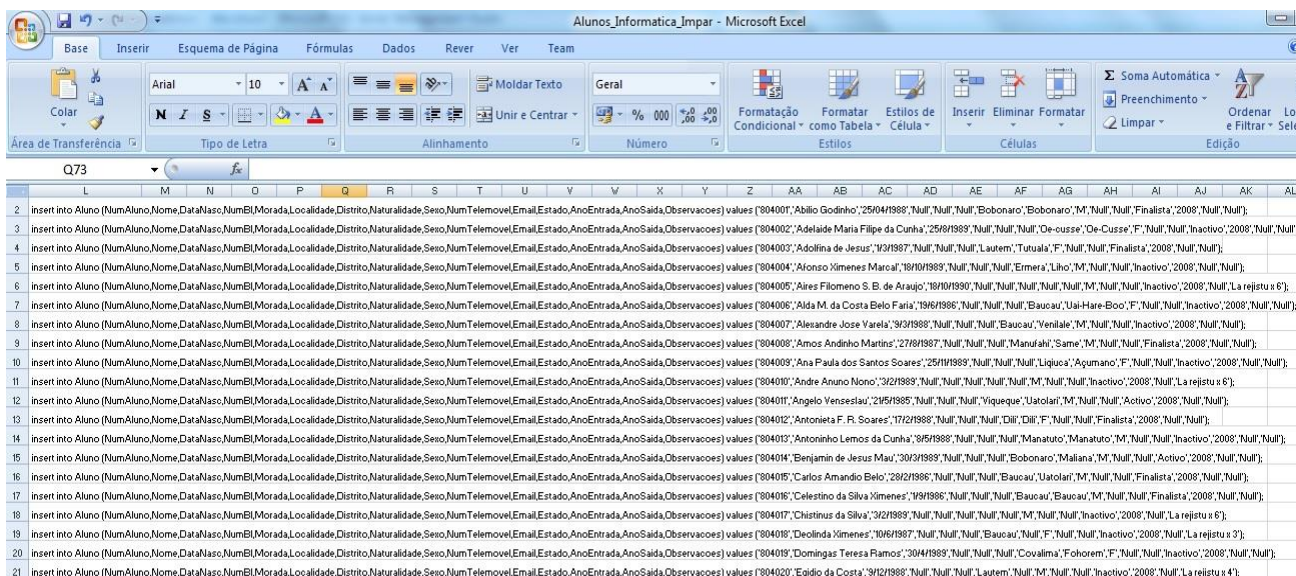 Alunos_Informatica_Impar - Microsoft Excel
Base Inserir Esquema de Página Fórmulas Dados Rever Ver Team
Colar
Arial 10
Moldar Texto
Geral
N I S
Unir e Centrar
% 000
Formatação Condicional
Formatar como Tabela
Estilos de Célula
Inserir Eliminar Formatar
Σ Soma Automática
Preenchimento
Limpar
Ordenar e Filtrar
Área de Transferência Tipo de Letra Alinhamento Número Estilos Células Edição
Q73 fx
L M N O P Q R S T U V W X Y Z AA AB AC AD AE AF AG AH AI AJ AK AL
2 insert into Aluno (NumAluno,Nome,DataNasc,NumBI,Morada,Localidade,Distrito,Naturalidade,Sexo,NumTelemovel,Email,Estado,AnoEntrada,AnoSaida,Observacoes) values ('804001','Abilio Godinho','25/04/1988','Null','Null','Null','Bobonaro','Bobonaro','M','Null','Null','Finalista','2008','Null','Null');
3 insert into Aluno (NumAluno,Nome,DataNasc,NumBI,Morada,Localidade,Distrito,Naturalidade,Sexo,NumTelemovel,Email,Estado,AnoEntrada,AnoSaida,Observacoes) values ('804002','Adelaide Maria Filipe da Cunha','25/8/1989','Null','Null','Null','Oe-cusse','Oe-Cusse','F','Null','Null','Inactivo','2008','Null','Null'
4 insert into Aluno (NumAluno,Nome,DataNasc,NumBI,Morada,Localidade,Distrito,Naturalidade,Sexo,NumTelemovel,Email,Estado,AnoEntrada,AnoSaida,Observacoes) values ('804003','Adolfina de Jesus','1/3/1987','Null','Null','Null','Lautem','Tutuala','F','Null','Null','Finalista','2008','Null','Null');
5 insert into Aluno (NumAluno,Nome,DataNasc,NumBI,Morada,Localidade,Distrito,Naturalidade,Sexo,NumTelemovel,Email,Estado,AnoEntrada,AnoSaida,Observacoes) values ('804004','Afonso Ximenes Marcal','18/10/1989','Null','Null','Null','Ermera','Liho','M','Null','Null','Inactivo','2008','Null','Null');
6 insert into Aluno (NumAluno,Nome,DataNasc,NumBI,Morada,Localidade,Distrito,Naturalidade,Sexo,NumTelemovel,Email,Estado,AnoEntrada,AnoSaida,Observacoes) values ('804005','Aires Filomeno S. B. de Araujo','18/10/1990','Null','Null','Null','Null','Null','M','Null','Null','Inactivo','2008','Null','La rejistu x 6');
7 insert into Aluno (NumAluno,Nome,DataNasc,NumBI,Morada,Localidade,Distrito,Naturalidade,Sexo,NumTelemovel,Email,Estado,AnoEntrada,AnoSaida,Observacoes) values ('804006','Alda M. da Costa Belo Faria','19/6/1986','Null','Null','Null','Baucau','Uai-Hare-Boo','F','Null','Null','Inactivo','2008','Null','Null');
8 insert into Aluno (NumAluno,Nome,DataNasc,NumBI,Morada,Localidade,Distrito,Naturalidade,Sexo,NumTelemovel,Email,Estado,AnoEntrada,AnoSaida,Observacoes) values ('804007','Alexandre Jose Varela','9/3/1988','Null','Null','Null','Baucau','Venilale','M','Null','Null','Inactivo','2008','Null','Null');
9 insert into Aluno (NumAluno,Nome,DataNasc,NumBI,Morada,Localidade,Distrito,Naturalidade,Sexo,NumTelemovel,Email,Estado,AnoEntrada,AnoSaida,Observacoes) values ('804008','Amos Andinho Martins','27/8/1987','Null','Null','Null','Manufahi','Same','M','Null','Null','Finalista','2008','Null','Null');
10 insert into Aluno (NumAluno,Nome,DataNasc,NumBI,Morada,Localidade,Distrito,Naturalidade,Sexo,NumTelemovel,Email,Estado,AnoEntrada,AnoSaida,Observacoes) values ('804009','Ana Paula dos Santos Soares','25/11/1989','Null','Null','Null','Liqiuca','Açumano','F','Null','Null','Inactivo','2008','Null','Null');
11 insert into Aluno (NumAluno,Nome,DataNasc,NumBI,Morada,Localidade,Distrito,Naturalidade,Sexo,NumTelemovel,Email,Estado,AnoEntrada,AnoSaida,Observacoes) values ('804010','Andre Anuno Nono','3/2/1989','Null','Null','Null','Null','Null','M','Null','Null','Inactivo','2008','Null','La rejistu x 6');
12 insert into Aluno (NumAluno,Nome,DataNasc,NumBI,Morada,Localidade,Distrito,Naturalidade,Sexo,NumTelemovel,Email,Estado,AnoEntrada,AnoSaida,Observacoes) values ('804011','Angelo Venseslau','21/5/1985','Null','Null','Null','Viqueque','Uatolari','M','Null','Null','Activo','2008','Null','Null');
13 insert into Aluno (NumAluno,Nome,DataNasc,NumBI,Morada,Localidade,Distrito,Naturalidade,Sexo,NumTelemovel,Email,Estado,AnoEntrada,AnoSaida,Observacoes) values ('804012','Antonieta F. R. Soares','17/2/1988','Null','Null','Null','Dili','Dili','F','Null','Null','Finalista','2008','Null','Null');
14 insert into Aluno (NumAluno,Nome,DataNasc,NumBI,Morada,Localidade,Distrito,Naturalidade,Sexo,NumTelemovel,Email,Estado,AnoEntrada,AnoSaida,Observacoes) values ('804013','Antoninho Lemos da Cunha','8/5/1988','Null','Null','Null','Manatuto','Manatuto','M','Null','Null','Inactivo','2008','Null','Null');
15 insert into Aluno (NumAluno,Nome,DataNasc,NumBI,Morada,Localidade,Distrito,Naturalidade,Sexo,NumTelemovel,Email,Estado,AnoEntrada,AnoSaida,Observacoes) values ('804014','Benjamin de Jesus Mau','30/3/1989','Null','Null','Null','Bobonaro','Maliana','M','Null','Null','Activo','2008','Null','Null');
16 insert into Aluno (NumAluno,Nome,DataNasc,NumBI,Morada,Localidade,Distrito,Naturalidade,Sexo,NumTelemovel,Email,Estado,AnoEntrada,AnoSaida,Observacoes) values ('804015','Carlos Amandio Belo','28/2/1986','Null','Null','Null','Baucau','Uatolari','M','Null','Null','Finalista','2008','Null','Null');
17 insert into Aluno (NumAluno,Nome,DataNasc,NumBI,Morada,Localidade,Distrito,Naturalidade,Sexo,NumTelemovel,Email,Estado,AnoEntrada,AnoSaida,Observacoes) values ('804016','Celestino da Silva Ximenes','1/9/1986','Null','Null','Null','Baucau','Baucau','M','Null','Null','Finalista','2008','Null','Null');
18 insert into Aluno (NumAluno,Nome,DataNasc,NumBI,Morada,Localidade,Distrito,Naturalidade,Sexo,NumTelemovel,Email,Estado,AnoEntrada,AnoSaida,Observacoes) values ('804017','Chistinus da Silva','3/2/1989','Null','Null','Null','Null','Null','M','Null','Null','Inactivo','2008','Null','La rejistu x 6');
19 insert into Aluno (NumAluno,Nome,DataNasc,NumBI,Morada,Localidade,Distrito,Naturalidade,Sexo,NumTelemovel,Email,Estado,AnoEntrada,AnoSaida,Observacoes) values ('804018','Deolinda Ximenes','10/6/1987','Null','Null','Null','Baucau','Null','F','Null','Null','Inactivo','2008','Null','La rejistu x 3');
20 insert into Aluno (NumAluno,Nome,DataNasc,NumBI,Morada,Localidade,Distrito,Naturalidade,Sexo,NumTelemovel,Email,Estado,AnoEntrada,AnoSaida,Observacoes) values ('804019','Domingas Teresa Ramos','30/4/1989','Null','Null','Null','Covalima','Fohorem','F','Null','Null','Inactivo','2008','Null','Null');
21 insert into Aluno (NumAluno,Nome,DataNasc,NumBI,Morada,Localidade,Distrito,Naturalidade,Sexo,NumTelemovel,Email,Estado,AnoEntrada,AnoSaida,Observacoes) values ('804020','Egidio da Costa','9/12/1988','Null','Null','Null','Lautem','Null','M','Null','Null','Inactivo','2008','Null','La rejistu x 4');